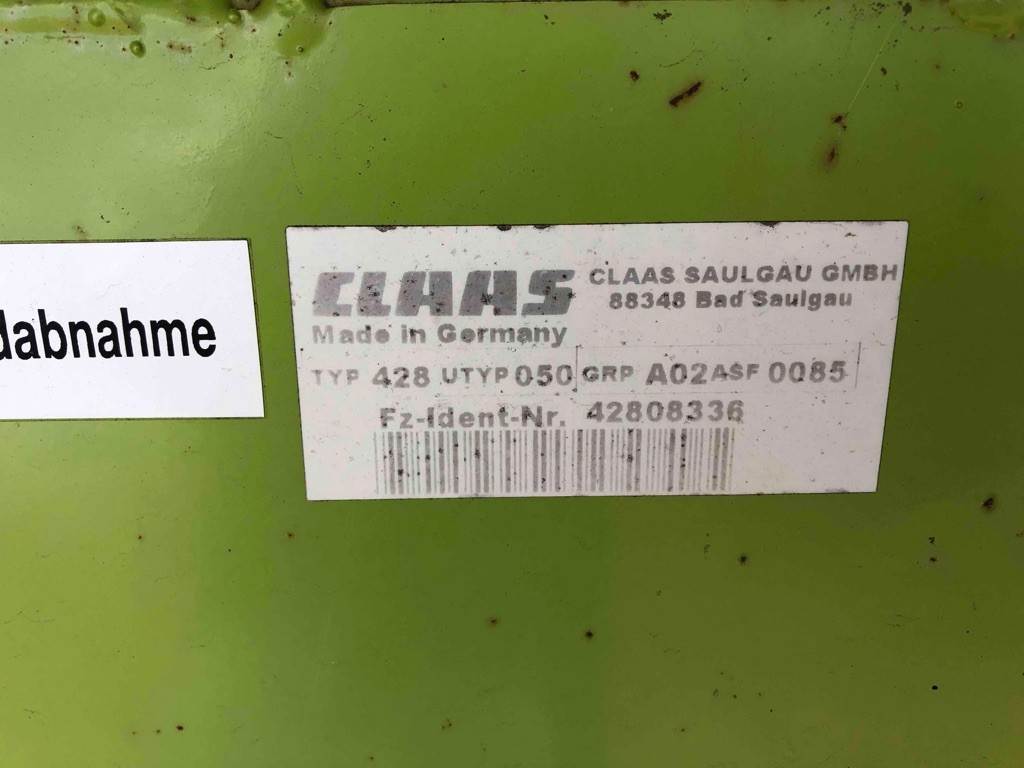 dabnahme
CLAAS
CLAAS SAULGAU GMBH
88348 Bad Saulgau
Made in Germany
TYP 428 UTYP 050 GRP A02 ASF 0085
Fz-Ident-Nr. 42808336